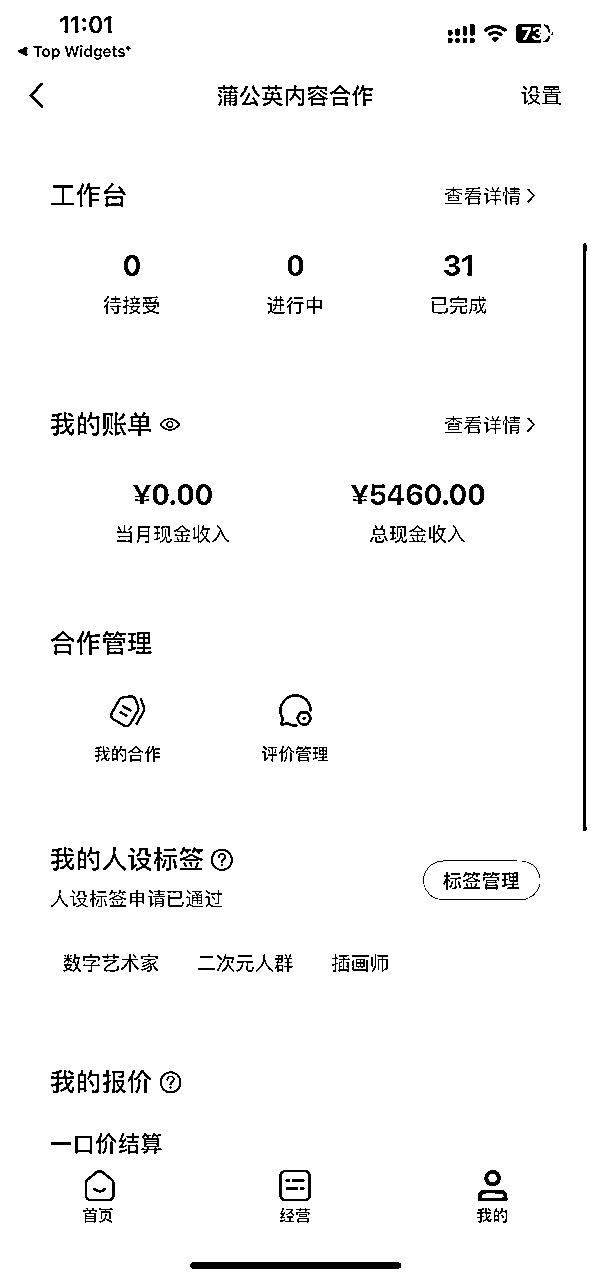 11:01
73
◀ Top Widgets*
蒲公英内容合作
设置
工作台
查看详情 >
0
0
31
待接受
进行中
已完成
我的账单
查看详情 >
¥0.00
¥5460.00
当月现金收入
总现金收入
合作管理
我的合作
评价管理
我的人设标签 ?
人设标签申请已通过
标签管理
数字艺术家
二次元人群
插画师
我的报价 ?
一口价结算
首页
经营
我的